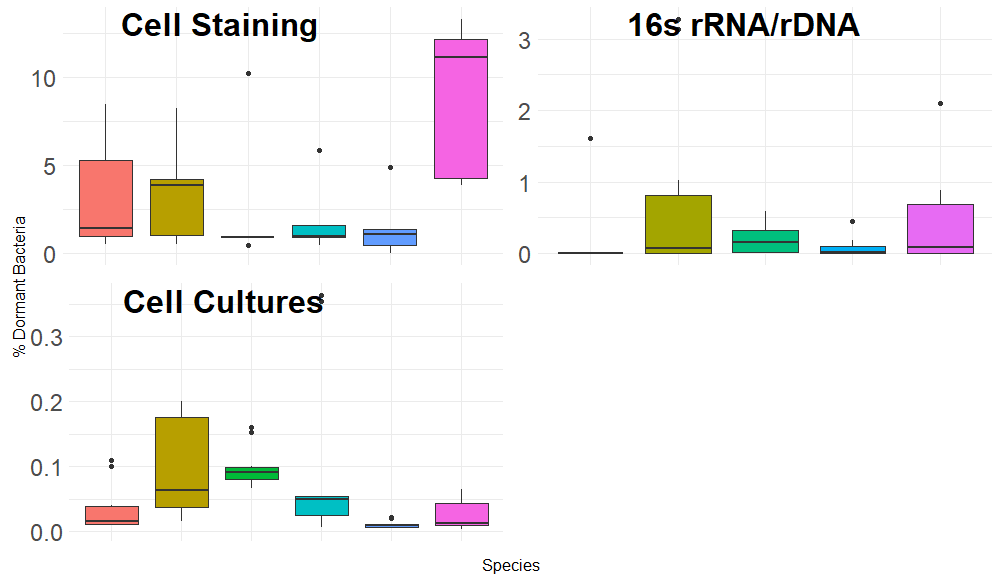 Cell Staining
10
5
0
16s rRNA/rDNA
3
2
1
0
% Dormant Bacteria
Cell Cultures
0.3
0.2
0.1
0.0
Species